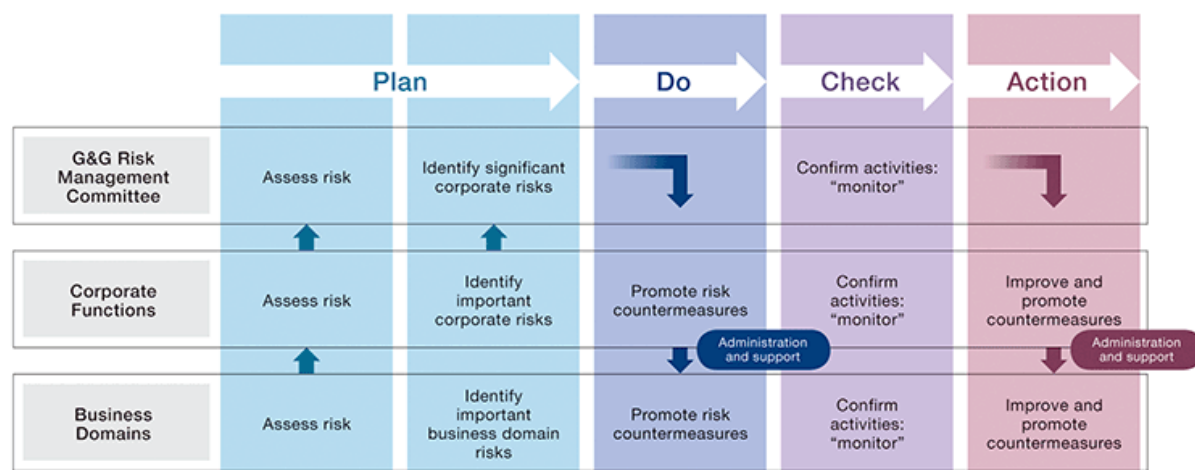 Plan
Do
Check
Action
G&G Risk
Management
Committee
Assess risk
Identify significant
corporate risks
Confirm activities:
“monitor”
Corporate
Functions
Assess risk
Identify
important
corporate risks
Promote risk
countermeasures
Confirm
activities:
“monitor”
Improve and
promote
countermeasures
Administration
and support
Administration
and support
Business
Domains
Assess risk
Identify
important
business domain
risks
Promote risk
countermeasures
Confirm
activities:
“monitor”
Improve and
promote
countermeasures